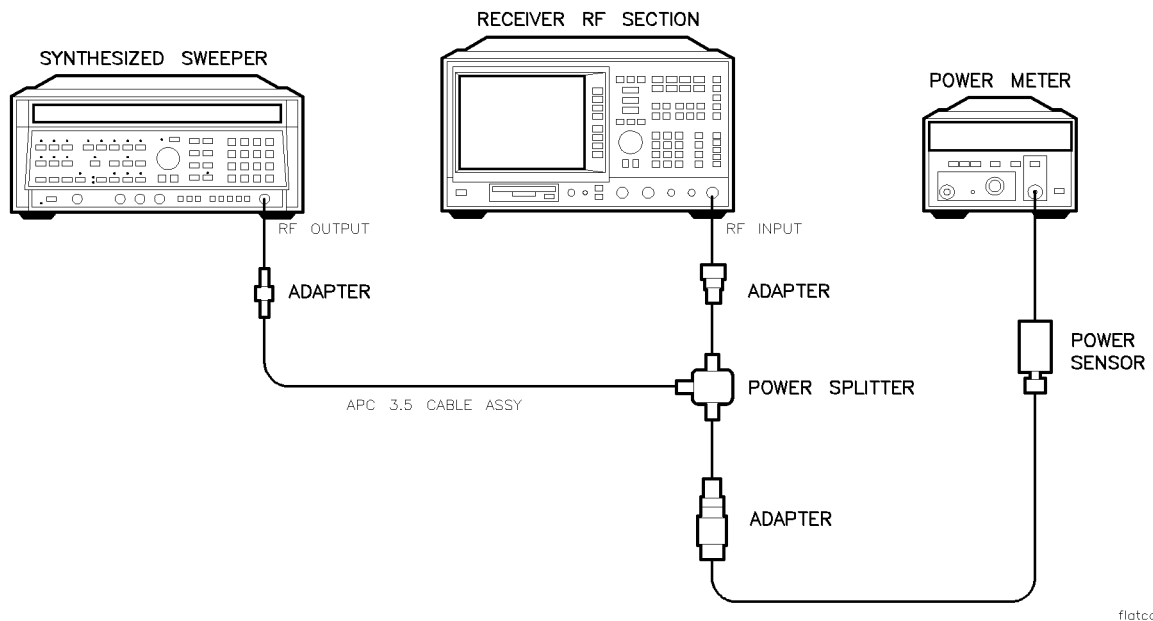 RECEIVER RF SECTION
SYNTHESIZED SWEEPER
POWER METER
RF OUTPUT
RF INPUT
ADAPTER
ADAPTER
POWER
SENSOR
POWER SPLITTER
APC 3.5 CABLE ASSY
ADAPTER